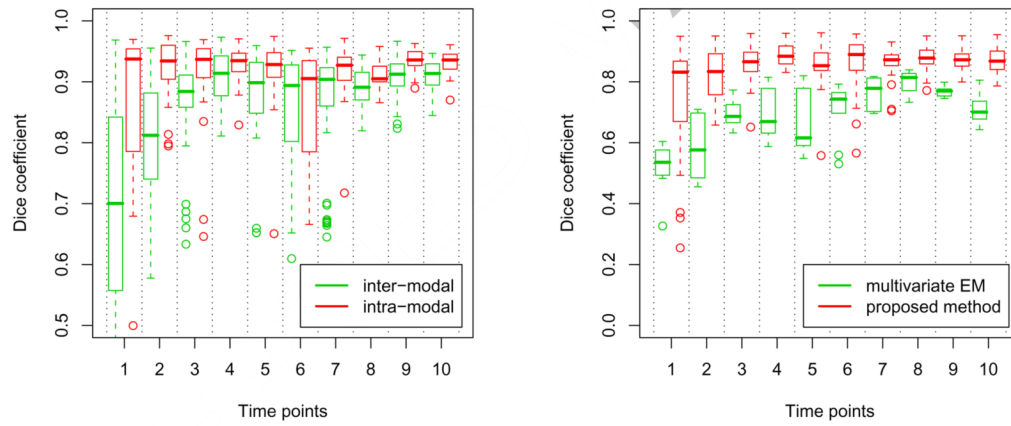 Dice coefficient
1.0
0.9
0.8
0.7
0.6
0.5
inter-modal
intra-modal
1 2 3 4 5 6 7 8 9 10
Time points
Dice coefficient
1.0
0.8
0.6
0.4
0.2
0.0
multivariate EM
proposed method
1 2 3 4 5 6 7 8 9 10
Time points